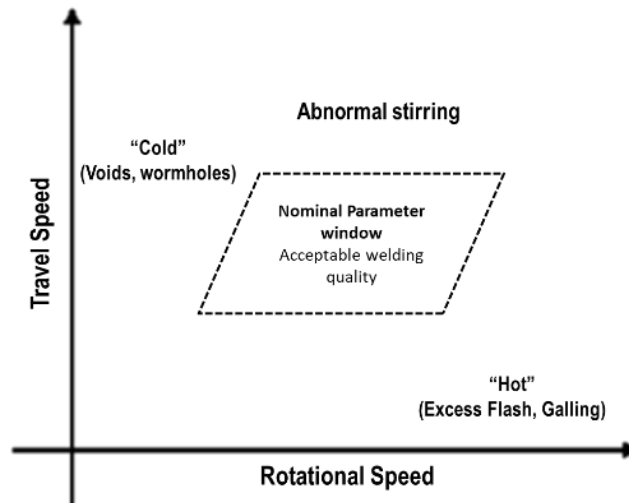 Abnormal stirring
“Cold”
(Voids, wormholes)
Nominal Parameter
window
Acceptable welding
quality
Travel Speed
“Hot”
(Excess Flash, Galling)
Rotational Speed